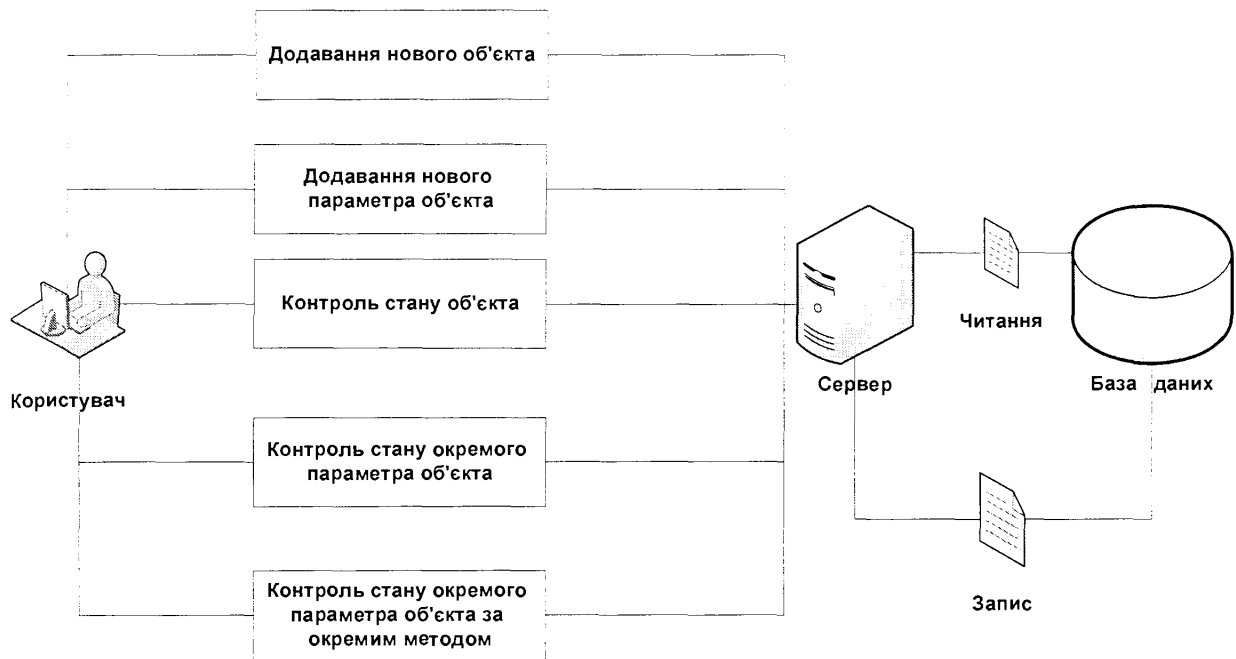 Додавання нового об'єкта
Додавання нового
параметра об'єкта
Контроль стану об'єкта
Читання
Сервер
База даних
Користувач
Контроль стану окремого
параметра об'єкта
Контроль стану окремого
параметра об'єкта за
окремим методом
Запис